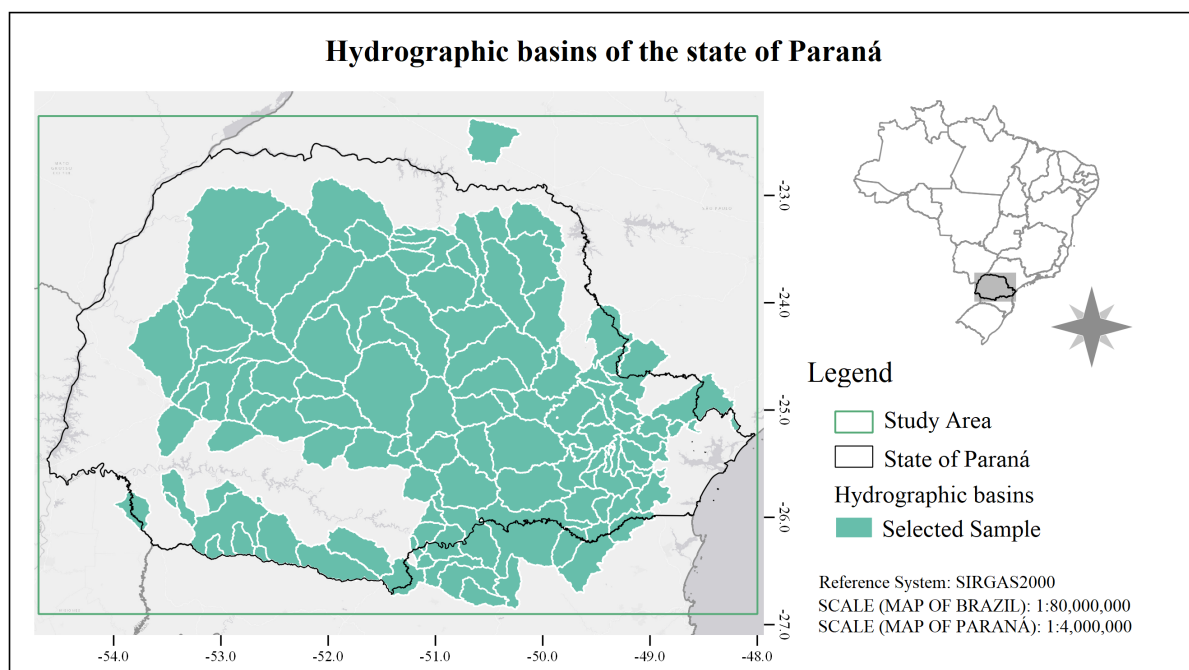 Hydrographic basins of the state of Paraná
-23.0
-24.0
-25.0
-26.0
-27.0
-54.0 -53.0 -52.0 -51.0 -50.0 -49.0 -48.0
Legend
Study Area
State of Paraná
Hydrographic basins
Selected Sample
Reference System: SIRGAS2000
SCALE (MAP OF BRAZIL): 1:80,000,000
SCALE (MAP OF PARANÁ): 1:4,000,000